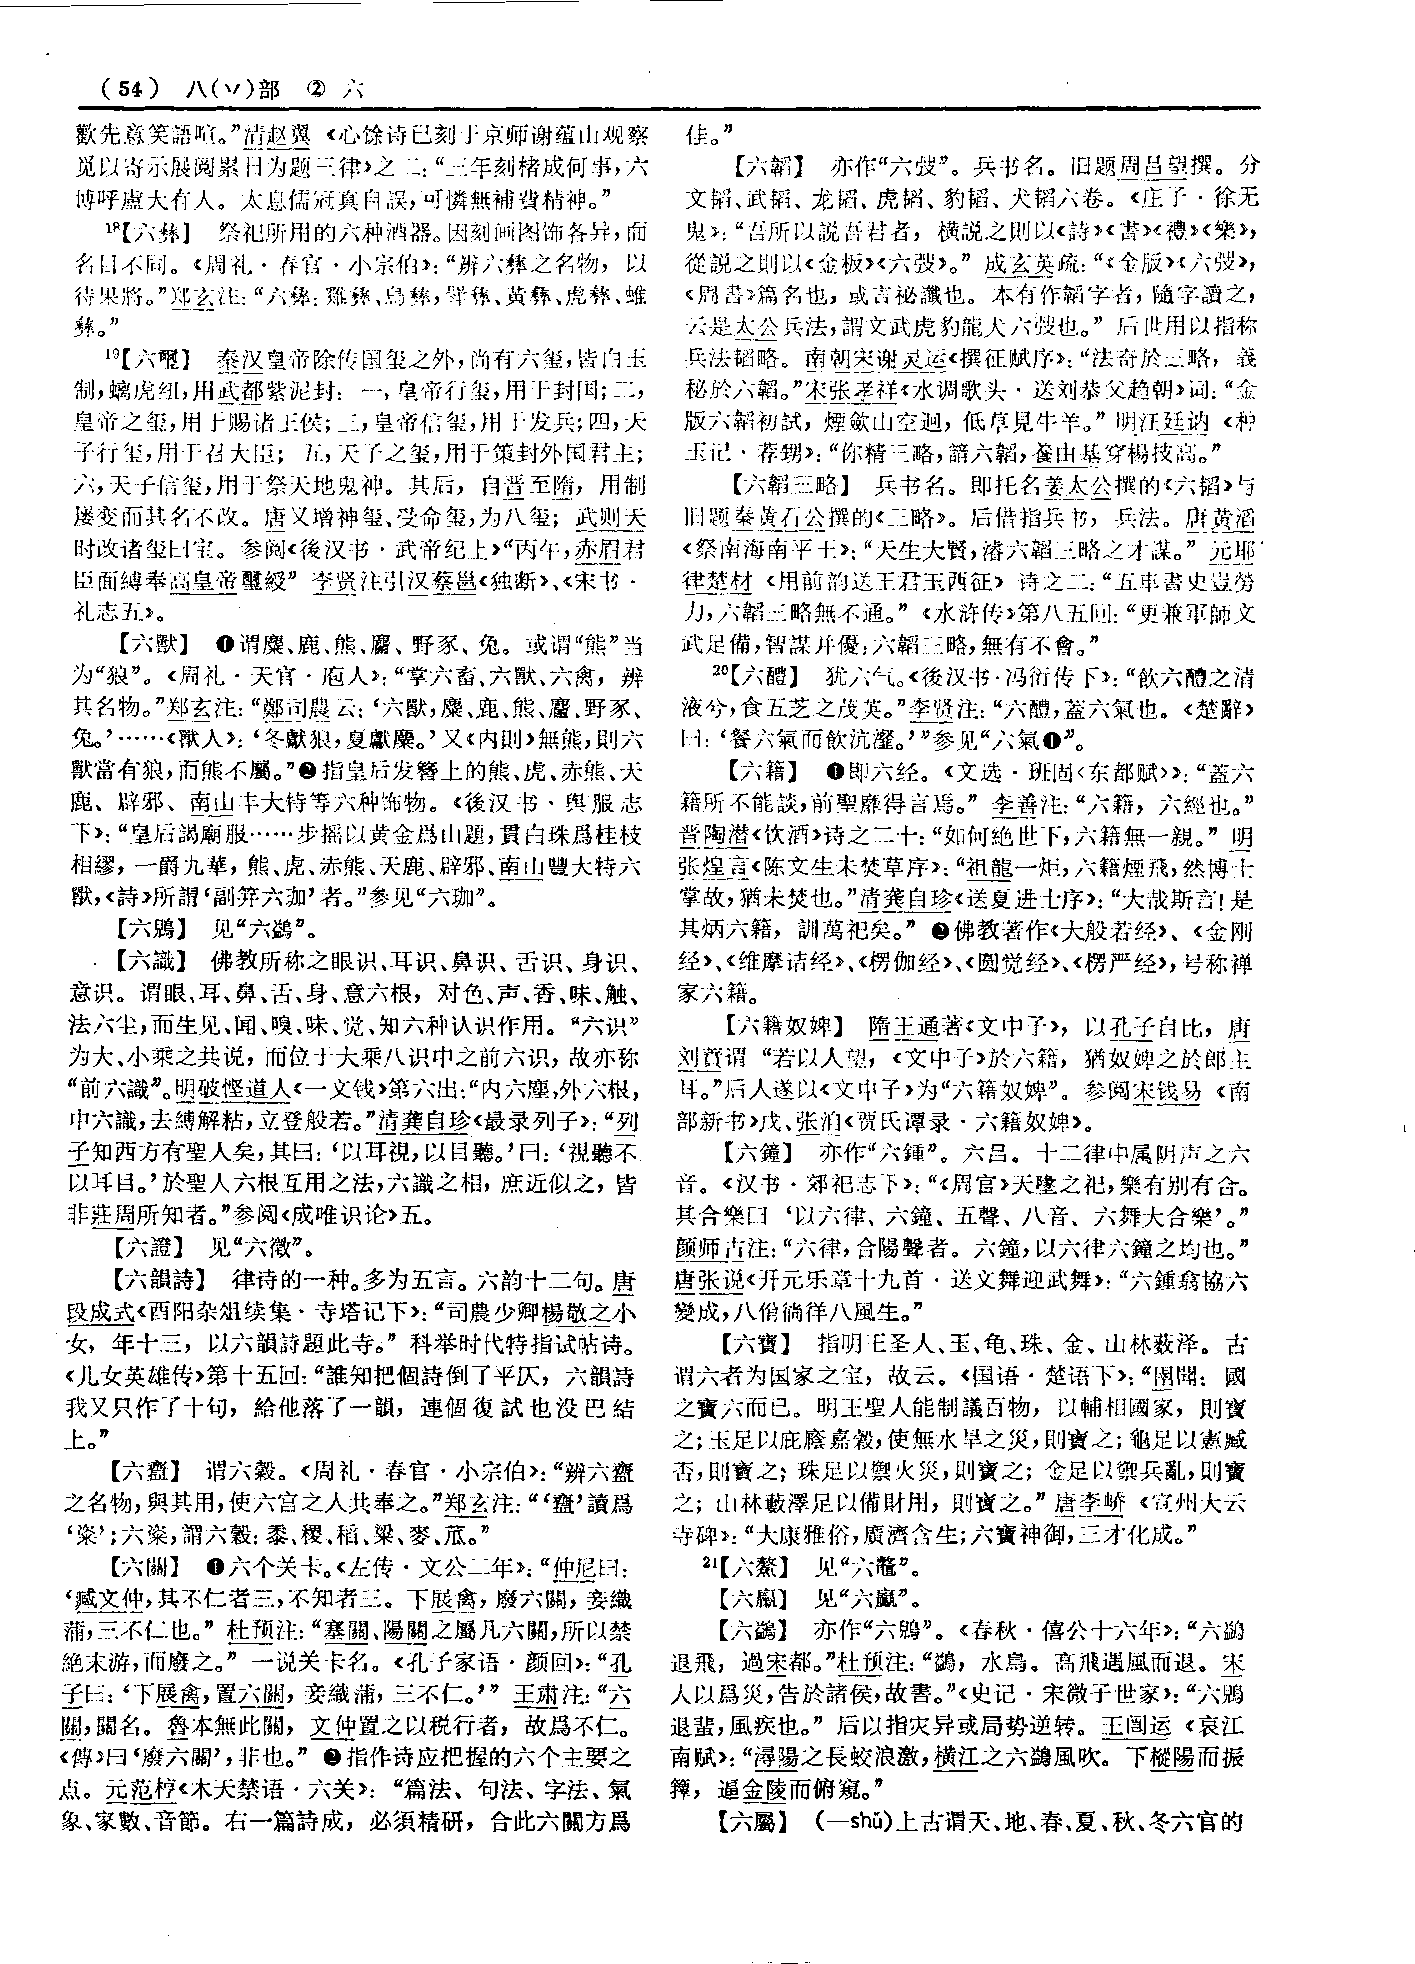 （54） 八（丷）部 ② 六
歡先意笑語喧。”清赵翼《心馀诗已刻于京师谢蕴山观察
觅以寄示展阅累日为题三律》之二：“三年刻楮成何事，六
博呼盧大有人。太息儒冠真自誤，可憐無補費精神。”
18【六彝】 祭祀所用的六种酒器。因刻画图饰各异，而
名目不同。《周礼·春官·小宗伯》：“辨六彝之名物，以
待果將。”郑玄注：“六彝：雞彝、鳥彝，斝彝、黄彝、虎彝、蜼
彝。”
19【六璽】 秦汉皇帝除传国玺之外，尚有六玺，皆白玉
制，螭虎纽，用武都紫泥封：一，皇帝行玺，用于封国；二，
皇帝之玺，用于赐诸王侯；三，皇帝信玺，用于发兵；四，天
子行玺，用于召大臣；五，天子之玺，用于策封外国君主；
六，天子信玺，用于祭天地鬼神。其后，自晋至隋，用制
屡变而其名不改。唐又增神玺、受命玺，为八玺；武则天
时改诸玺曰宝。参阅《後汉书·武帝纪上》“丙午，赤眉君
臣面縛奉高皇帝璽綬” 李贤注引汉蔡邕《独断》、《宋书·
礼志五》。
【六獸】 ❶谓麋、鹿、熊、麕、野豕、兔。或谓“熊”当
为“狼”。《周礼·天官·庖人》：“掌六畜、六獸、六禽，辨
其名物。”郑玄注：“鄭司農云：‘六獸，麋、鹿、熊、麕、野豕、
兔。’……《獸人》：‘冬獻狼，夏獻麋。’又《内則》無熊，則六
獸當有狼，而熊不屬。”❷指皇后发簪上的熊、虎、赤熊、天
鹿、辟邪、南山丰大特等六种饰物。《後汉书·舆服志
下》：“皇后謁廟服……步摇以黄金爲山題，貫白珠爲桂枝
相繆，一爵九華，熊、虎、赤熊、天鹿、辟邪、南山豐大特六
獸，《詩》所謂‘副筓六珈’者。”参见“六珈”。
【六鶂】 见“六鷁”。
【六識】 佛教所称之眼识、耳识、鼻识、舌识、身识、
意识。谓眼、耳、鼻、舌、身、意六根，对色、声、香、味、触、
法六尘，而生见、闻、嗅、味、觉、知六种认识作用。“六识”
为大、小乘之共说，而位于大乘八识中之前六识，故亦称
“前六識”。明破悭道人《一文钱》第六出：“内六塵，外六根，
中六識，去縛解粘，立登般若。”清龚自珍《最录列子》：“列
子知西方有聖人矣，其曰：‘以耳視，以目聽。’曰：‘視聽不
以耳目。’於聖人六根互用之法，六識之相，庶近似之，皆
非莊周所知者。”参阅《成唯识论》五。
【六證】 见“六徵”。
【六韻詩】 律诗的一种。多为五言。六韵十二句。唐
段成式《酉阳杂俎续集·寺塔记下》：“司農少卿楊敬之小
女，年十三，以六韻詩題此寺。” 科举时代特指试帖诗。
《儿女英雄传》第十五回：“誰知把個詩倒了平仄，六韻詩
我又只作了十句，給他落了一韻，連個復試也没巴結
上。”
【六齍】 谓六穀。《周礼·春官·小宗伯》：“辨六齍
之名物，與其用，使六宫之人共奉之。”郑玄注：“‘齍’讀爲
‘粢’；六粢，謂六穀：黍、稷、稻、粱、麥、苽。”
【六關】 ❶六个关卡。《左传·文公二年》：“仲尼曰：
‘臧文仲，其不仁者三，不知者三。下展禽，廢六關，妾織
蒲，三不仁也。” 杜预注：“塞關、陽關之屬凡六關，所以禁
絶末游，而廢之。” 一说关卡名。《孔子家语·颜回》：“孔
子曰：‘下展禽，置六關，妾織蒲，三不仁。’” 王肃注：“六
關，關名。魯本無此關，文仲置之以税行者，故爲不仁。
《傳》曰‘廢六關’，非也。” ❷指作诗应把握的六个主要之
点。元范梈《木天禁语·六关》：“篇法、句法、字法、氣
象、家數、音節。右一篇詩成，必須精研，合此六關方爲
佳。”
【六韜】 亦作“六弢”。兵书名。旧题周吕望撰。分
文韬、武韬、龙韬、虎韬、豹韬、犬韬六卷。《庄子·徐无
鬼》：“吾所以説吾君者，横説之則以《詩》《書》《禮》《樂》，
從説之則以《金板》《六弢》。” 成玄英疏：“《金版》《六弢》，
《周書》篇名也，或言祕讖也。本有作韜字者，隨字讀之，
云是太公兵法，謂文武虎豹龍犬六弢也。” 后世用以指称
兵法韬略。南朝宋谢灵运《撰征赋序》：“法奇於三略，義
秘於六韜。”宋张孝祥《水调歌头·送刘恭父趋朝》词：“金
版六韜初試，煙歛山空迥，低草見牛羊。” 明汪廷讷《种
玉记·荐甥》：“你精三略，諳六韜，養由基穿楊技高。”
【六韜三略】 兵书名。即托名姜太公撰的《六韬》与
旧题秦黄石公撰的《三略》。后借指兵书，兵法。唐黄滔
《祭南海南平王》：“天生大賢，濬六韜三略之才謀。” 元耶
律楚材《用前韵送王君玉西征》诗之二：“五車書史豈勞
力，六韜三略無不通。”《水浒传》第八五回：“更兼軍師文
武足備，智謀并優；六韜三略，無有不會。”
20【六醴】 犹六气。《後汉书·冯衍传下》：“飲六醴之清
液兮，食五芝之茂英。”李贤注：“六醴，蓋六氣也。《楚辭》
曰：‘餐六氣而飲沆瀣。’”参见“六氣❶”。
【六籍】 ❶即六经。《文选·班固〈东都赋〉》：“蓋六
籍所不能談，前聖靡得言焉。” 李善注：“六籍，六經也。”
晋陶潜《饮酒》诗之二十：“如何絶世下，六籍無一親。” 明
张煌言《陈文生未焚草序》：“祖龍一炬，六籍煙飛，然博士
掌故，猶未焚也。”清龚自珍《送夏进士序》：“大哉斯言！是
其炳六籍，訓萬祀矣。” ❷佛教著作《大般若经》、《金刚
经》、《维摩诘经》、《楞伽经》、《圆觉经》、《楞严经》，号称禅
家六籍。
【六籍奴婢】 隋王通著《文中子》，以孔子自比，唐
刘蕡谓“若以人望，《文中子》於六籍，猶奴婢之於郎主
耳。”后人遂以《文中子》为“六籍奴婢”。参阅宋钱易《南
部新书》戊、张洎《贾氏谭录·六籍奴婢》。
【六鐘】 亦作“六鍾”。六吕。十二律中属阴声之六
音。《汉书·郊祀志下》：“《周官》天墬之祀，樂有别有合。
其合樂曰‘以六律、六鐘、五聲、八音、六舞大合樂’。”
颜师古注：“六律，合陽聲者。六鐘，以六律六鐘之均也。”
唐张说《开元乐章十九首·送文舞迎武舞》：“六鍾翕協六
變成，八佾徜徉八風生。”
【六寶】 指明王圣人、玉、龟、珠、金、山林薮泽。古
谓六者为国家之宝，故云。《国语·楚语下》：“圉聞：國
之寶六而已。明王聖人能制議百物，以輔相國家，則寶
之；玉足以庇廕嘉穀，使無水旱之災，則寶之；龜足以憲臧
否，則寶之；珠足以禦火災，則寶之；金足以禦兵亂，則寶
之；山林藪澤足以備財用，則寶之。”唐李峤《宣州大云
寺碑》：“大康雅俗，廣濟含生；六寶神御，三才化成。”
21【六鰲】 见“六鼇”。
【六飆】 见“六飆”。
【六鷁】 亦作“六鶂”。《春秋·僖公十六年》：“六鷁
退飛，過宋都。”杜预注：“鷁，水鳥。高飛遇風而退。宋
人以爲災，告於諸侯，故書。”《史记·宋微子世家》：“六鶂
退蜚，風疾也。” 后以指灾异或局势逆转。王闿运《哀江
南赋》：“潯陽之長蛟浪激，横江之六鷁風吹。下樅陽而振
籜，逼金陵而俯窺。”
【六屬】 （—shǔ）上古谓天、地、春、夏、秋、冬六官的